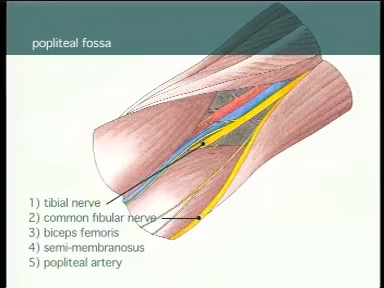 popliteal fossa
1) tibial nerve
2) common fibular nerve
3) biceps femoris
4) semi-membranosus
5) popliteal artery